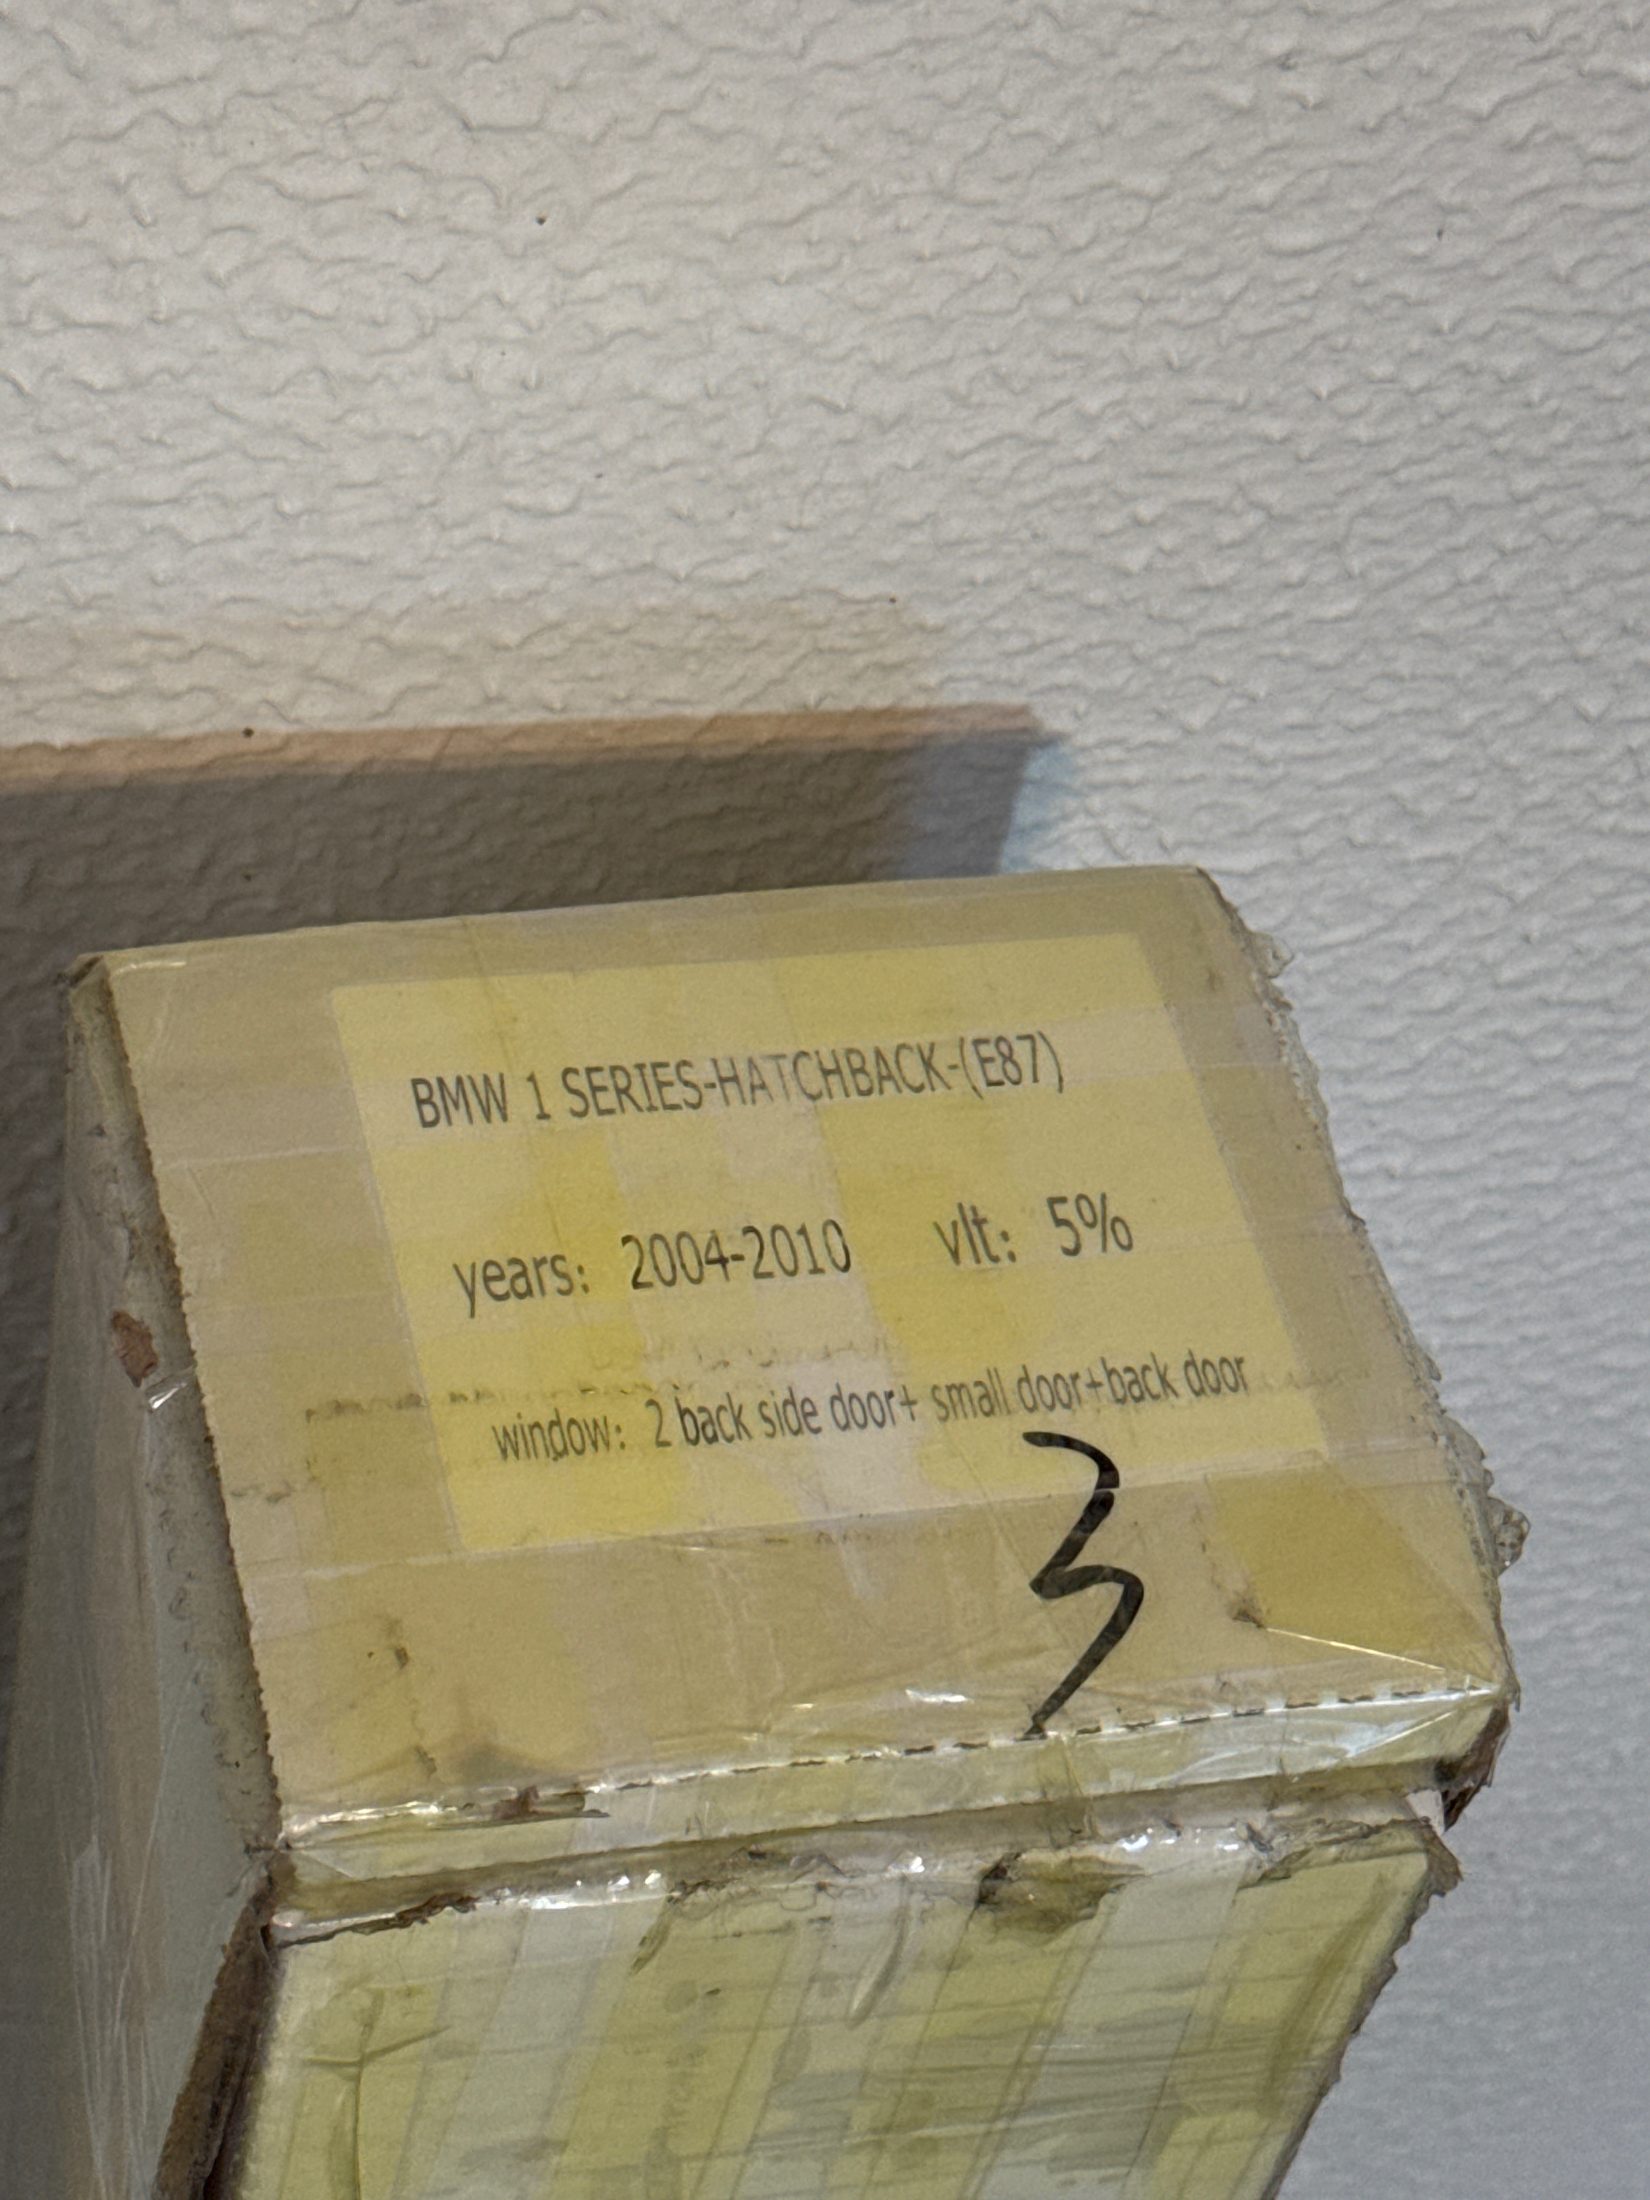 BMW 1 SERIES-HATCHBACK-(E87)
years: 2004-2010 vlt: 5%
window: 2 back side door+ small door+back door